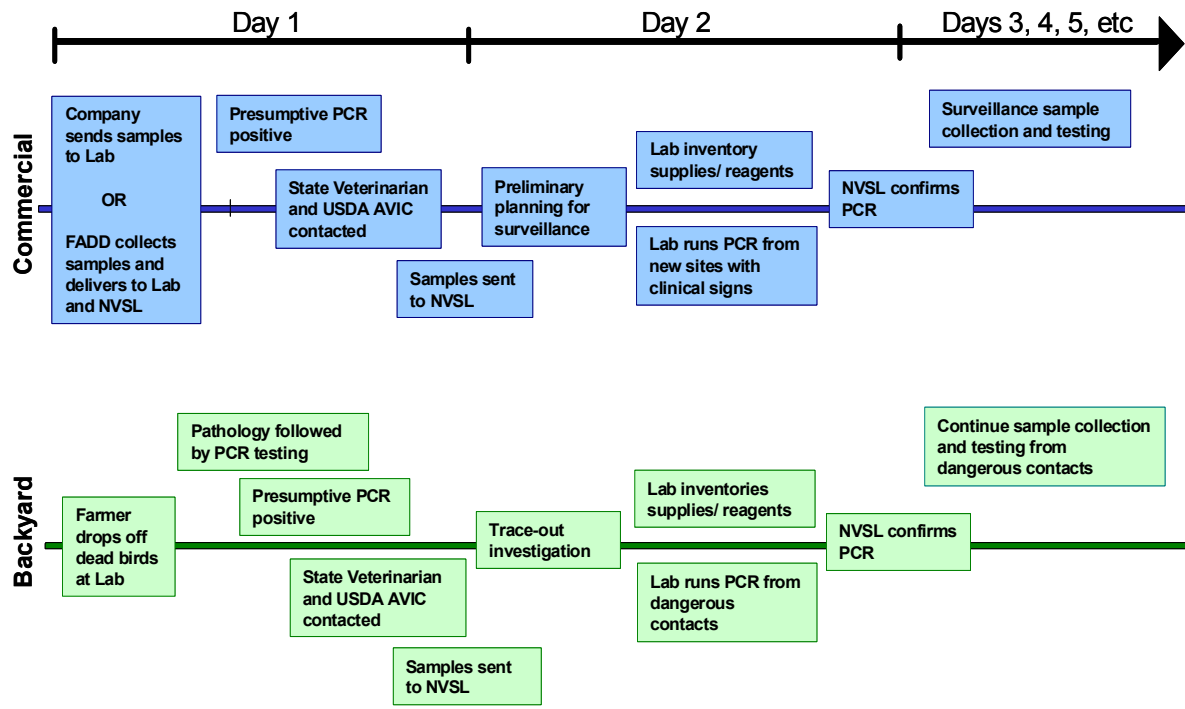 Day 1
Day 2
Days 3, 4, 5, etc
Commercial
Company
sends samples
to Lab
OR
FADD collects
samples and
delivers to Lab
and NVSL
Presumptive PCR
positive
State Veterinarian
and USDA AVIC
contacted
Samples sent
to NVSL
Preliminary
planning for
surveillance
Lab inventory
supplies/ reagents
Lab runs PCR from
new sites with
clinical signs
NVSL confirms
PCR
Surveillance sample
collection and testing
Backyard
Farmer
drops off
dead birds
at Lab
Pathology followed
by PCR testing
Presumptive PCR
positive
State Veterinarian
and USDA AVIC
contacted
Samples sent
to NVSL
Trace-out
investigation
Lab inventories
supplies/ reagents
Lab runs PCR from
dangerous
contacts
NVSL confirms
PCR
Continue sample collection
and testing from
dangerous contacts